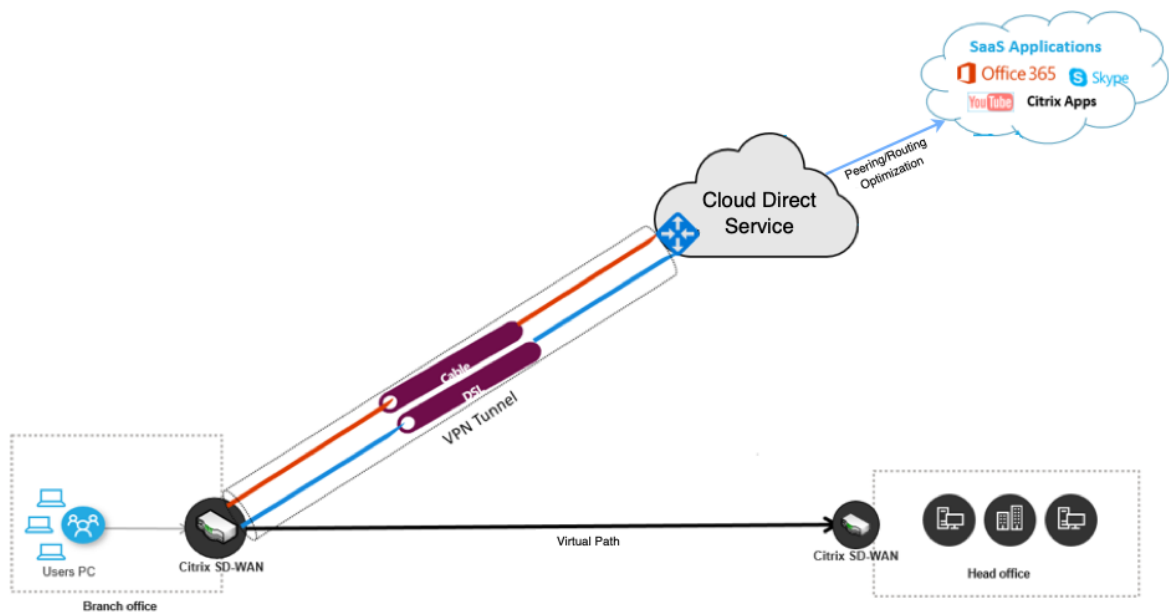 SaaS Applications
Office 365
Skype
YouTube
Citrix Apps
Peering/Routing
Optimization
Cloud Direct
Service
Cable
DSL
VPN Tunnel
Users PC
Citrix SD-WAN
Branch office
Virtual Path
Citrix SD-WAN
Head office